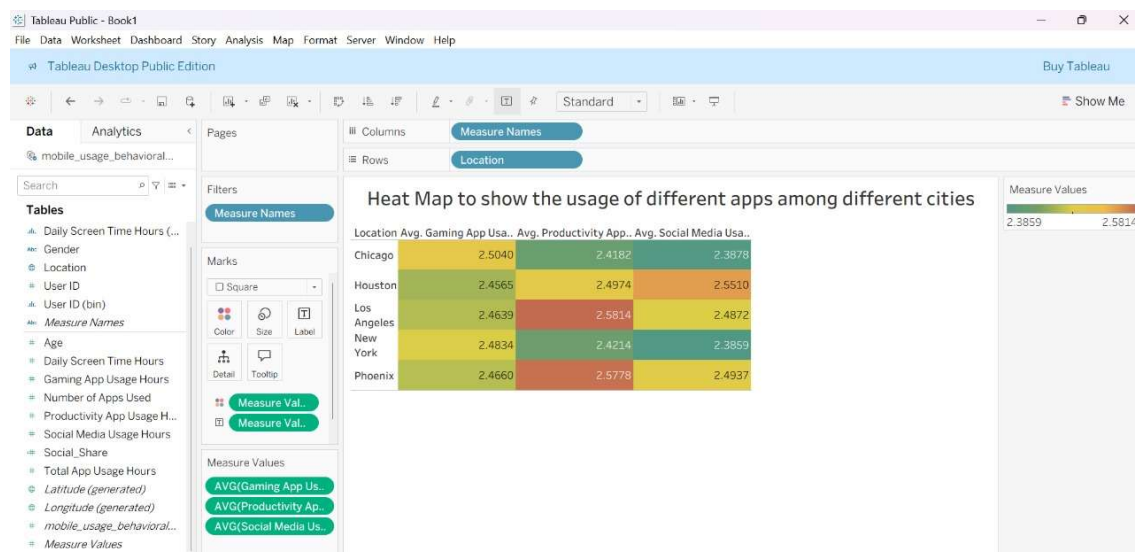 Tableau Public - Book1
File Data Worksheet Dashboard Story Analysis Map Format Server Window Help
Tableau Desktop Public Edition
Buy Tableau
Standard
Show Me
Data Analytics
mobile_usage_behavioral...
Search
Tables
Daily Screen Time Hours (...
Abc Gender
Location
# User ID
User ID (bin)
Abc Measure Names
# Age
# Daily Screen Time Hours
# Gaming App Usage Hours
# Number of Apps Used
# Productivity App Usage H...
# Social Media Usage Hours
=# Social_Share
# Total App Usage Hours
Latitude (generated)
Longitude (generated)
# mobile_usage_behavioral...
# Measure Values
Pages
Filters
Measure Names
Marks
Square
Color Size Label
Detail Tooltip
Measure Val..
Measure Val..
Measure Values
AVG(Gaming App Us..
AVG(Productivity Ap..
AVG(Social Media Us..
Columns Measure Names
Rows Location
Heat Map to show the usage of different apps among different cities
Location Avg. Gaming App Usa.. Avg. Productivity App.. Avg. Social Media Usa..
Chicago 2.5040 2.4182 2.3878
Houston 2.4565 2.4974 2.5510
Los
Angeles 2.4639 2.5814 2.4872
New
York 2.4834 2.4214 2.3859
Phoenix 2.4660 2.5778 2.4937
Measure Values
2.3859 2.5814